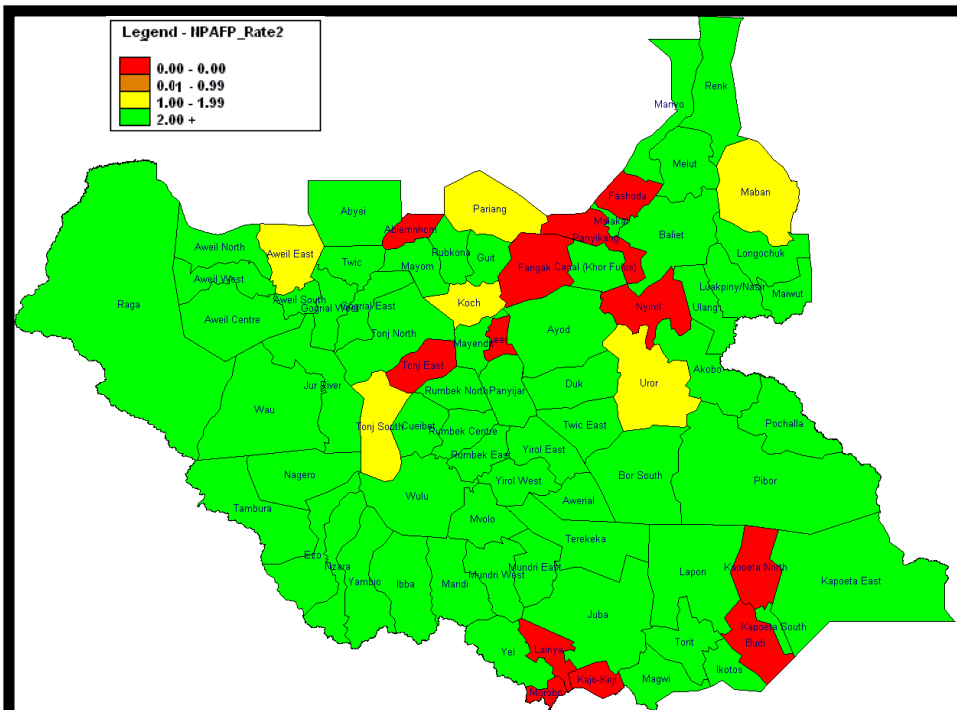 Legend - NPAFP_Rate2
0.00 - 0.00
0.01 - 0.99
1.00 - 1.99
2.00 +
Renk
Manyo
Melut
Maban
Fashoda
Abyei
Pariang
Abiemnhom
Malakal
Panyikang
Baliet
Aweil North
Aweil East
Twic
Mayom
Rubkona
Guit
Fangak
Canal (Khor Fulus)
Longochuk
Aweil West
Luakpiny/Nasir
Maiwut
Raga
Aweil South
Gogrial West
Gogrial East
Koch
Nyirol
Ulang
Aweil Centre
Tonj North
Mayendit
Leer
Ayod
Tonj East
Akobo
Jur River
Rumbek North
Panyijar
Duk
Uror
Wau
Tonj South
Cueibet
Rumbek Centre
Twic East
Pochalla
Rumbek East
Yirol East
Nagero
Yirol West
Bor South
Pibor
Wulu
Awerial
Tambura
Mvolo
Terekeka
Ezo
Nzara
Yambio
Ibba
Maridi
Mundri West
Mundri East
Lapon
Kapoeta North
Kapoeta East
Juba
Kapoeta South
Yei
Lainya
Torit
Budi
Ikotos
Morobo
Kajo-Keji
Magwi